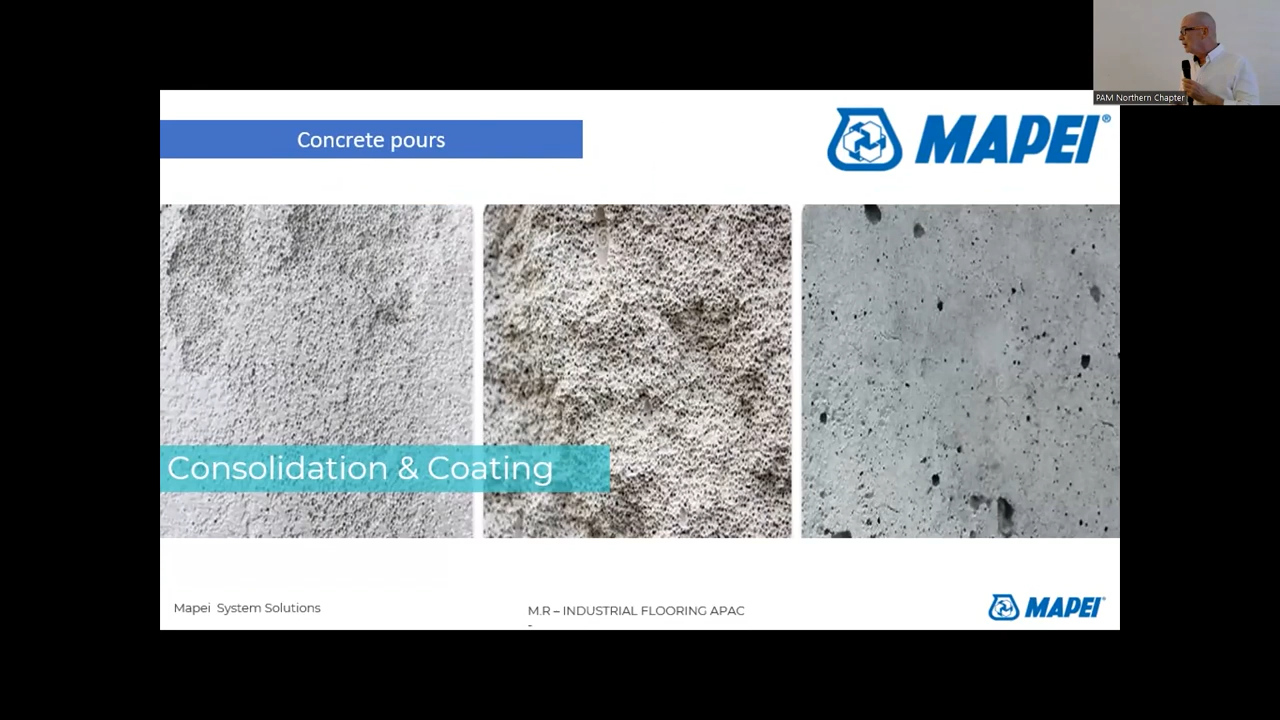 PAM Northern Chapter
Concrete pours
MAPEI®
Consolidation & Coating
Mapei System Solutions
M.R – INDUSTRIAL FLOORING APAC
-
MAPEI®